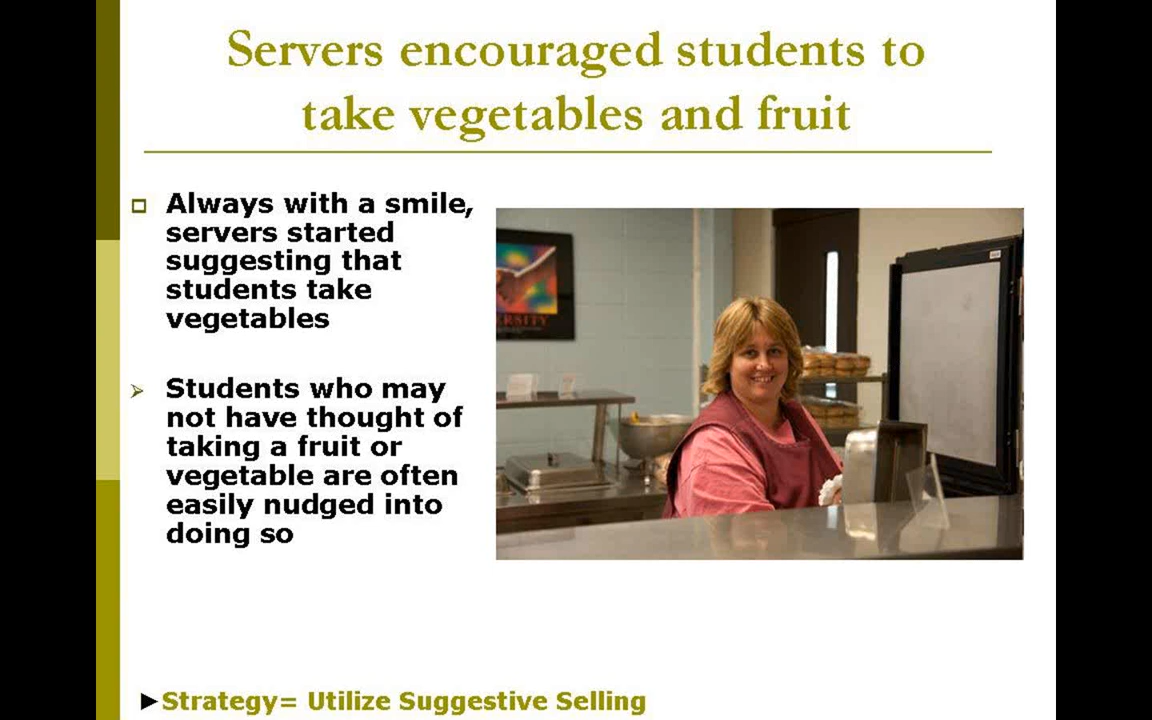 Servers encouraged students to
take vegetables and fruit
Always with a smile,
servers started
suggesting that
students take
vegetables
Students who may
not have thought of
taking a fruit or
vegetable are often
easily nudged into
doing so
RSITY
►Strategy= Utilize Suggestive Selling